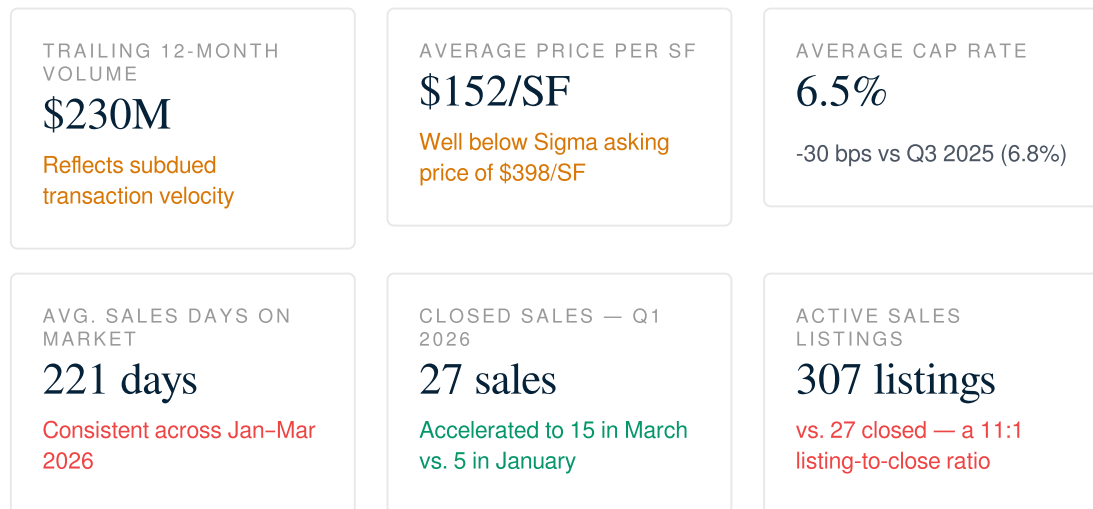 TRAILING 12-MONTH
VOLUME
$230M
Reflects subdued
transaction velocity
AVERAGE PRICE PER SF
$152/SF
Well below Sigma asking
price of $398/SF
AVERAGE CAP RATE
6.5%
-30 bps vs Q3 2025 (6.8%)
AVG. SALES DAYS ON
MARKET
221 days
Consistent across Jan–Mar
2026
CLOSED SALES — Q1
2026
27 sales
Accelerated to 15 in March
vs. 5 in January
ACTIVE SALES
LISTINGS
307 listings
vs. 27 closed — a 11:1
listing-to-close ratio